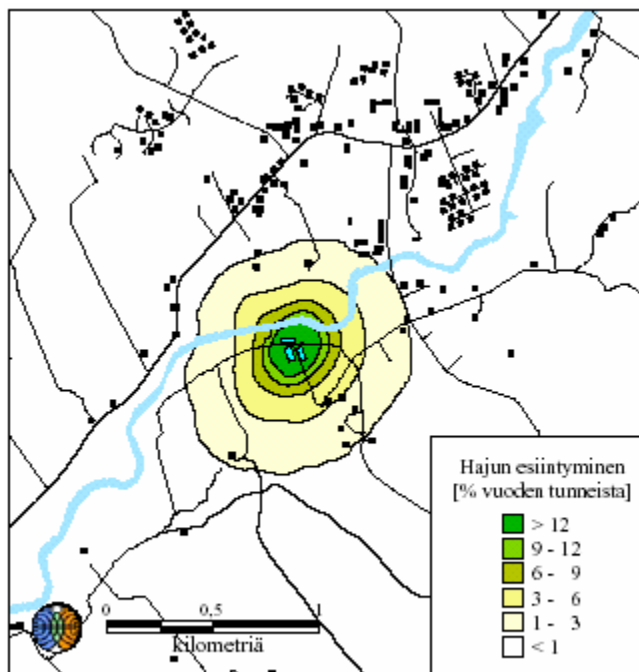 Hajun esiintyminen
[% vuoden tunneista]
> 12
9 - 12
6 - 9
3 - 6
1 - 3
< 1
0 0,5 1
kilometriä